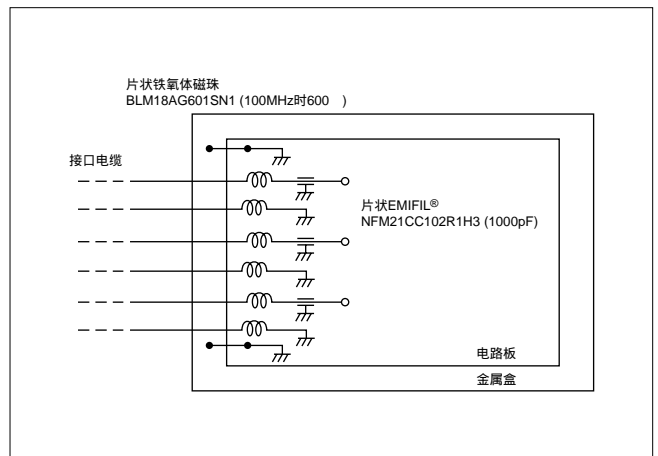 片状铁氧体磁珠
BLM18AG601SN1 (100MHz时600 )
接口电缆
片状EMIFIL®
NFM21CC102R1H3 (1000pF)
电路板
金属盒